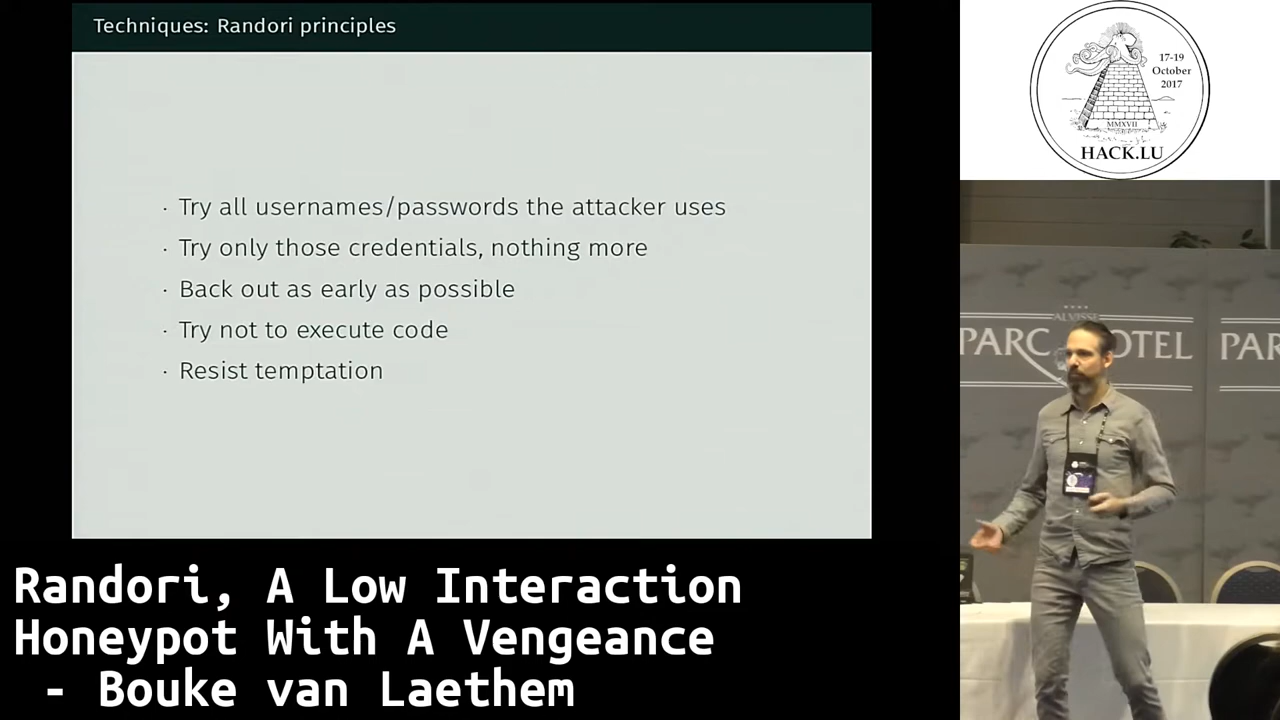 Techniques: Randori principles
· Try all usernames/passwords the attacker uses
· Try only those credentials, nothing more
· Back out as early as possible
· Try not to execute code
· Resist temptation
17-19
October
2017
MMXVII
HACK.LU
ALVISSE
PARC HOTEL
PAR
Randori, A Low Interaction
Honeypot With A Vengeance
- Bouke van Laethem